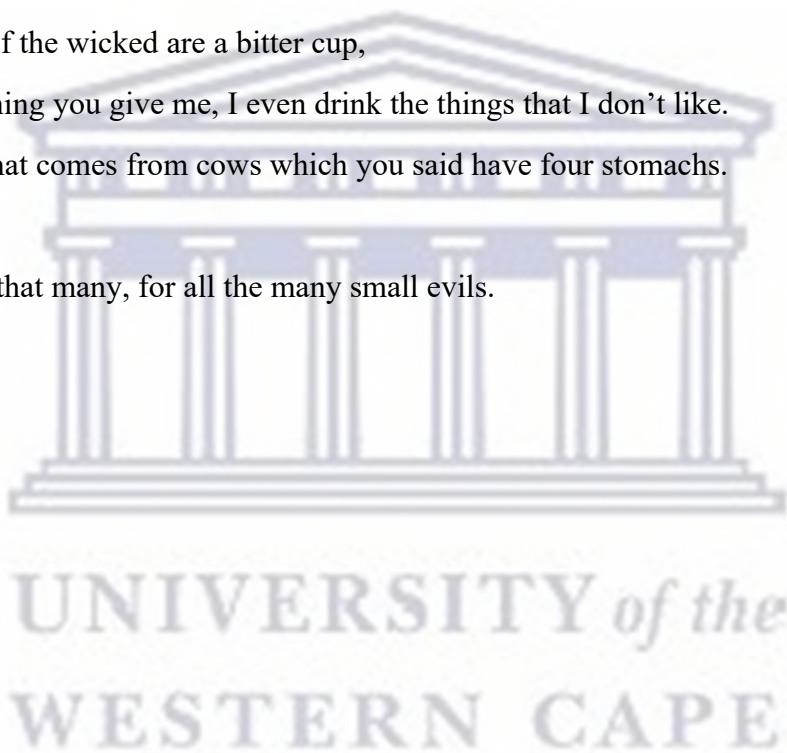 f the wicked are a bitter cup,
ning you give me, I even drink the things that I don’t like.
hat comes from cows which you said have four stomachs.
that many, for all the many small evils.
UNIVERSITY of the
WESTERN CAPE